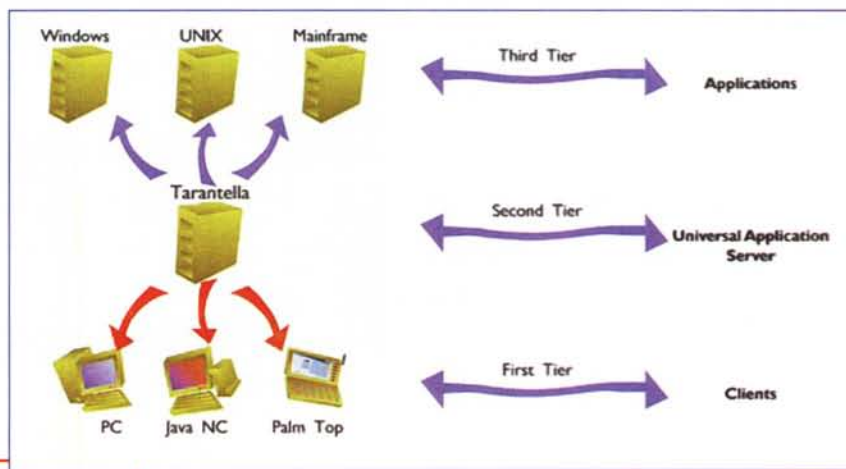 Windows UNIX Mainframe
Third Tier
Applications
Tarantella
Second Tier
Universal Application
Server
First Tier
Clients
PC Java NC Palm Top